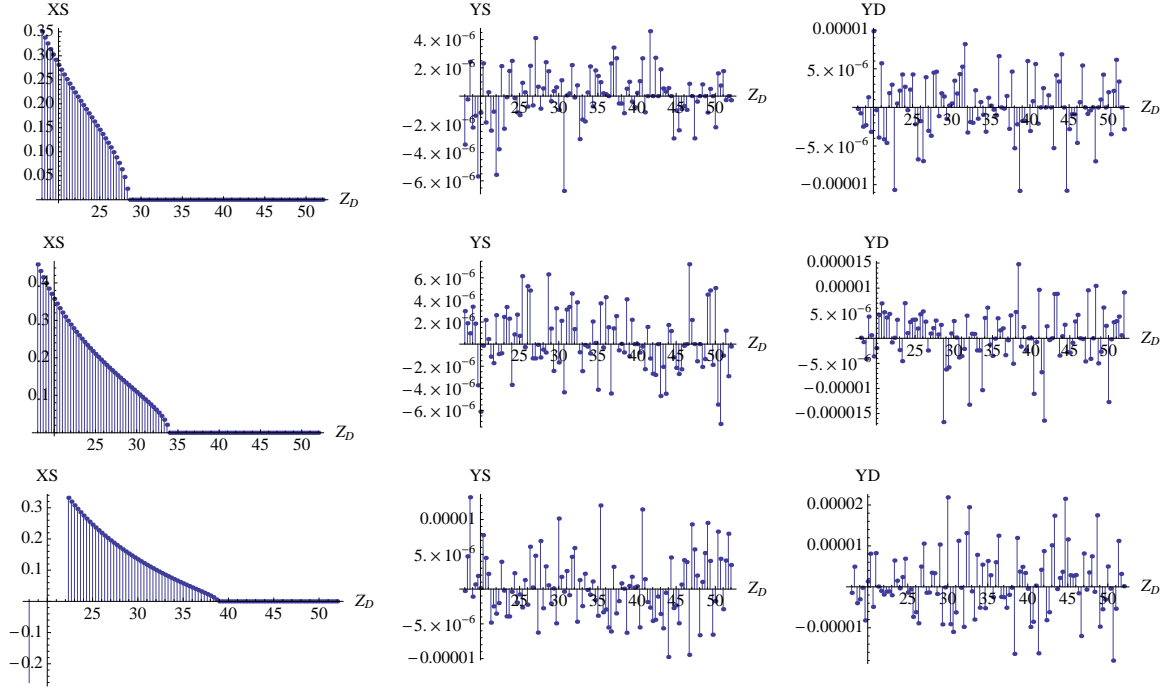 XS
0.35
0.30
0.25
0.20
0.15
0.10
0.05
25 30 35 40 45 50
Z_D
YS
4. × 10^-6
2. × 10^-6
−2. × 10^-6
−4. × 10^-6
−6. × 10^-6
25 30 35 40 45 50
Z_D
YD
0.00001
5. × 10^-6
−5. × 10^-6
−0.00001
25 30 35 40 45 50
Z_D
XS
0.4
0.3
0.2
0.1
25 30 35 40 45 50
Z_D
YS
6. × 10^-6
4. × 10^-6
2. × 10^-6
−2. × 10^-6
−4. × 10^-6
−6. × 10^-6
25 30 35 40 45 50
Z_D
YD
0.000015
0.00001
5. × 10^-6
−5. × 10^-6
−0.00001
−0.000015
25 30 35 40 45 50
Z_D
XS
0.3
0.2
0.1
−0.1
−0.2
25 30 35 40 45 50
Z_D
YS
0.00001
5. × 10^-6
−5. × 10^-6
−0.00001
25 30 35 40 45 50
Z_D
YD
0.00002
0.00001
−0.00001
25 30 35 40 45 50
Z_D